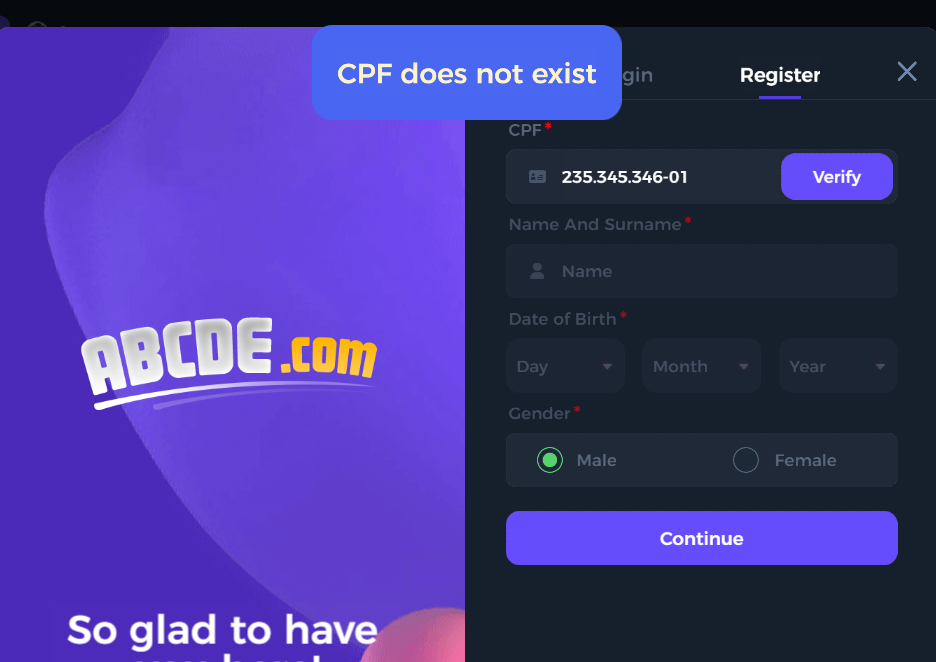 CPF does not exist
gin
Register
CPF*
235.345.346-01
Verify
Name And Surname*
Name
Date of Birth*
Day
Month
Year
Gender*
Male
Female
Continue
ABCDE.com
So glad to have